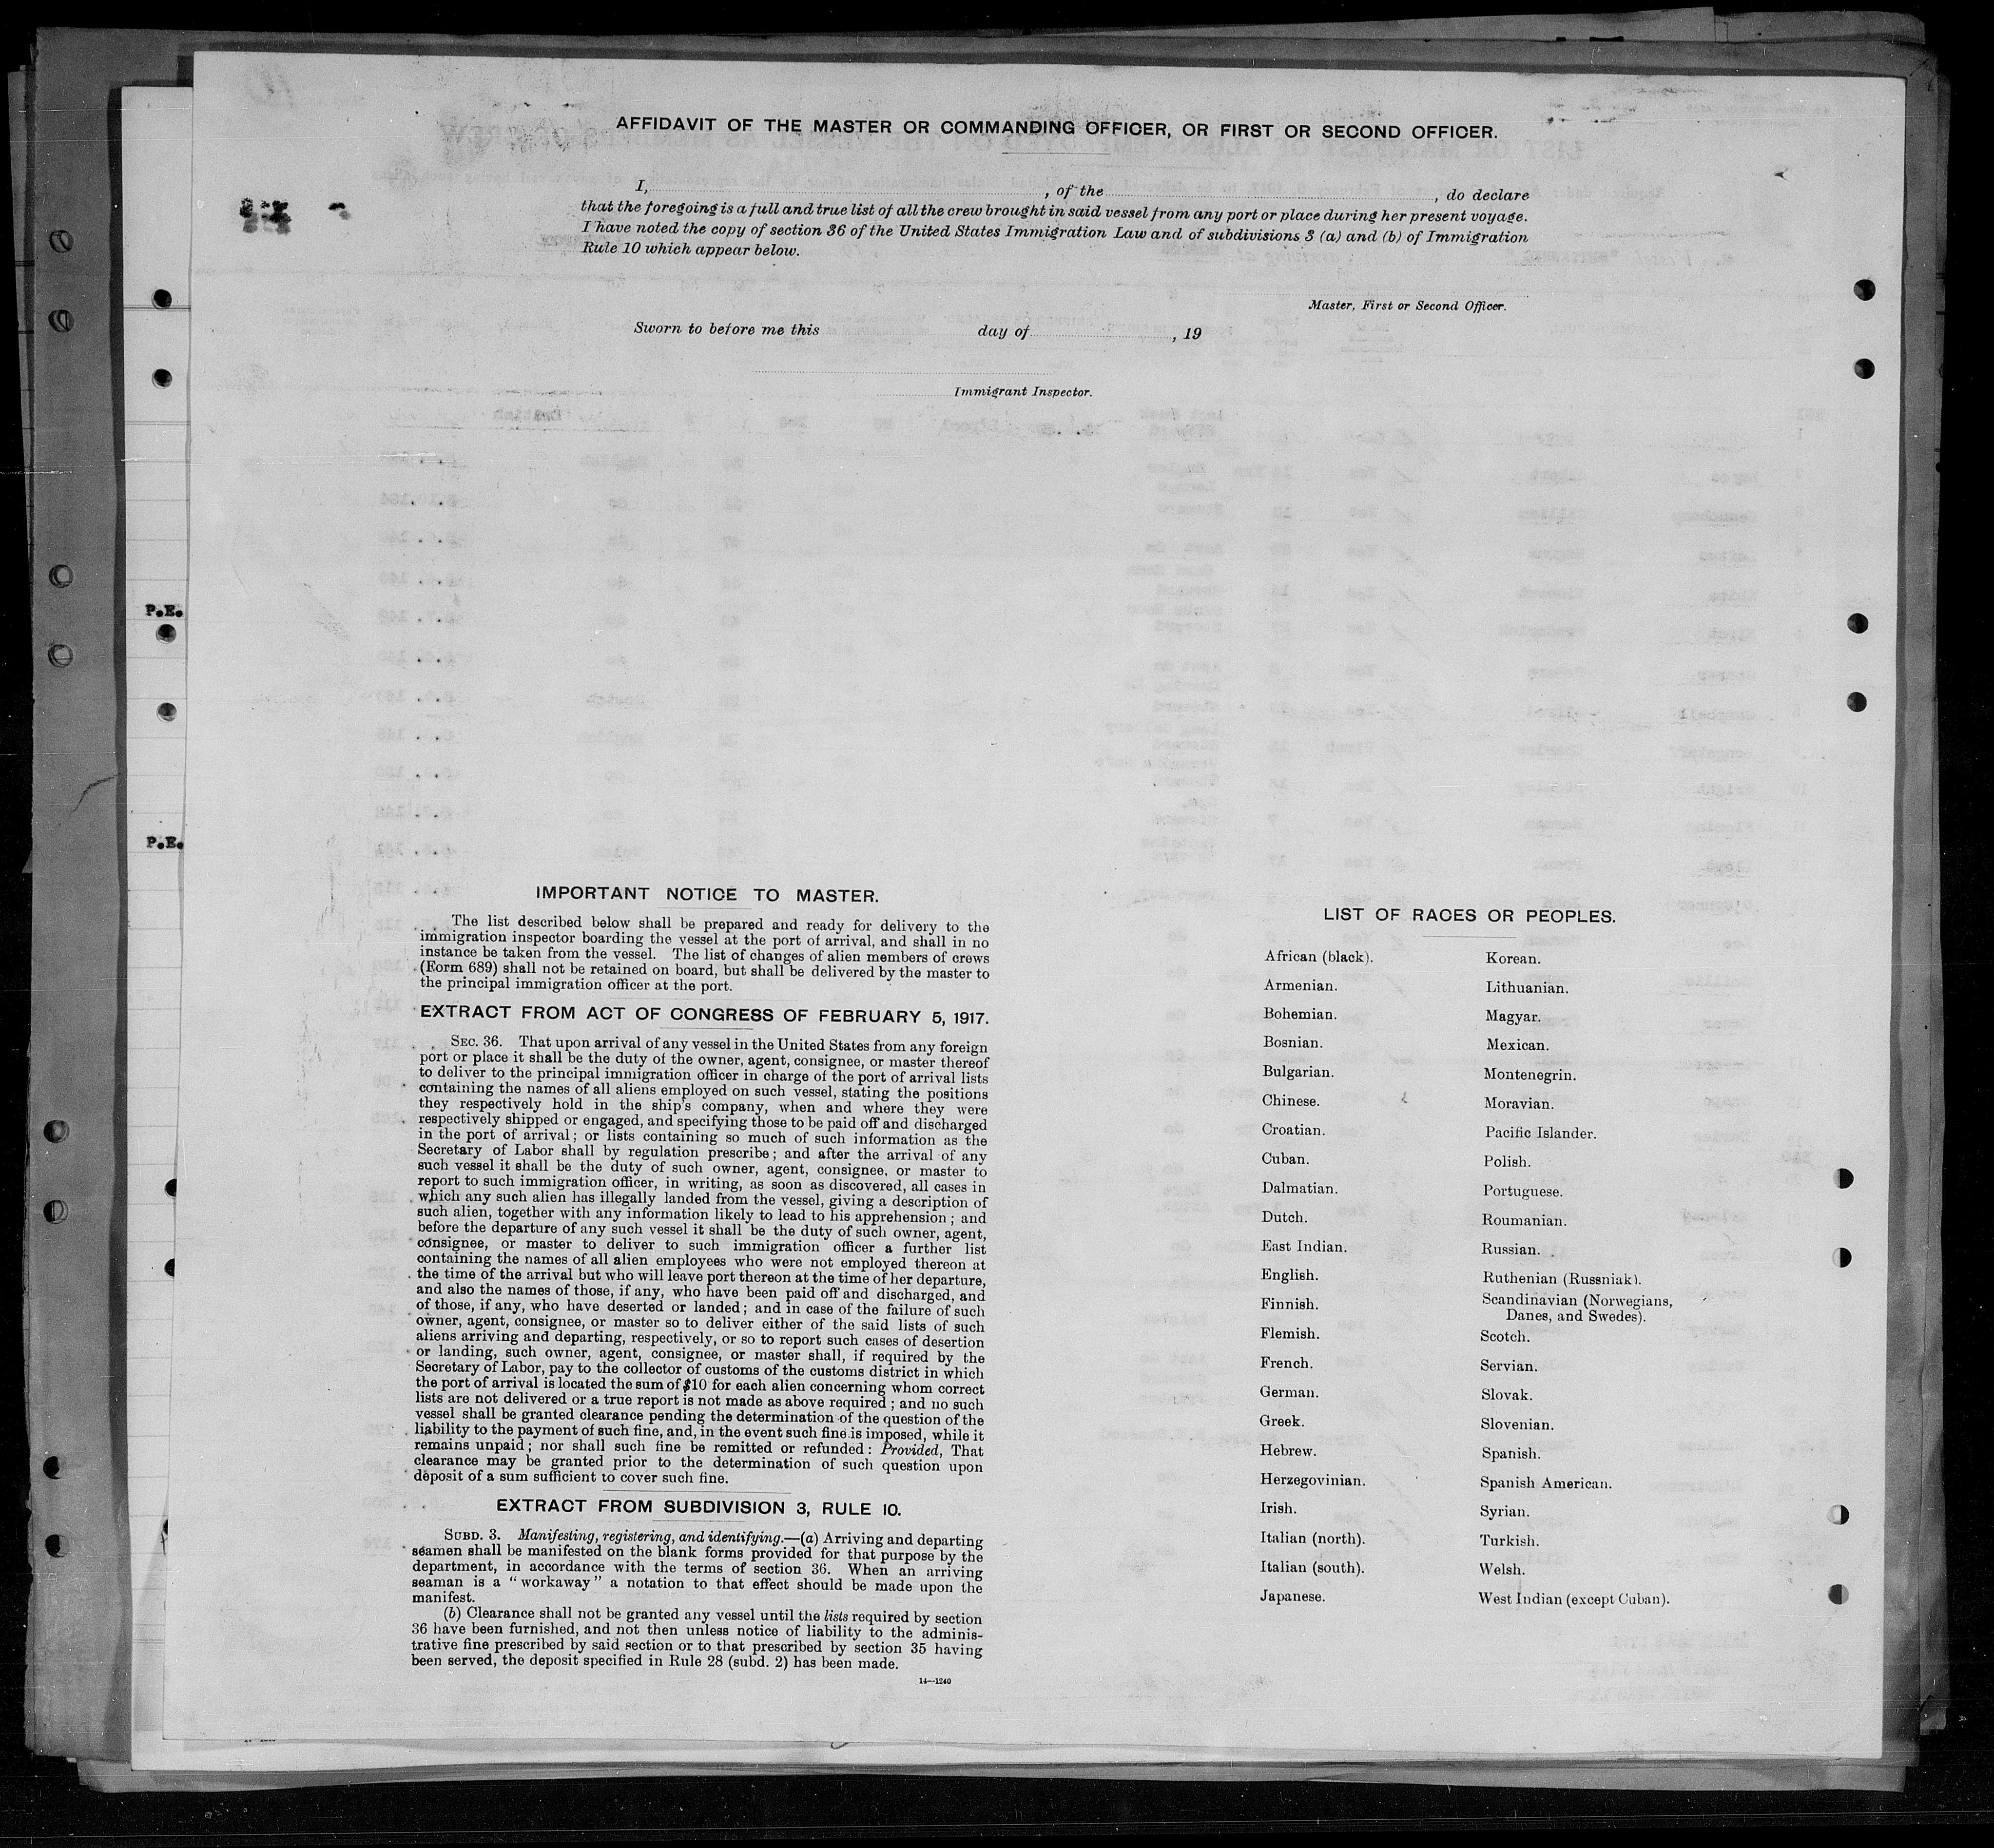 AFFIDAVIT OF THE MASTER OR COMMANDING OFFICER, OR FIRST OR SECOND OFFICER.
I, , of the , do declare
that the foregoing is a full and true list of all the crew brought in said vessel from any port or place during her present voyage.
I have noted the copy of section 36 of the United States Immigration Law and of subdivisions 3 (a) and (b) of Immigration
Rule 10 which appear below.
Master, First or Second Officer.
Sworn to before me this day of , 19
Immigrant Inspector.
P.E.
P.E.
IMPORTANT NOTICE TO MASTER.
The list described below shall be prepared and ready for delivery to the
immigration inspector boarding the vessel at the port of arrival, and shall in no
instance be taken from the vessel. The list of changes of alien members of crews
(Form 689) shall not be retained on board, but shall be delivered by the master to
the principal immigration officer at the port.
EXTRACT FROM ACT OF CONGRESS OF FEBRUARY 5, 1917.
SEC. 36. That upon arrival of any vessel in the United States from any foreign
port or place it shall be the duty of the owner, agent, consignee, or master thereof
to deliver to the principal immigration officer in charge of the port of arrival lists
containing the names of all aliens employed on such vessel, stating the positions
they respectively hold in the ship's company, when and where they were
respectively shipped or engaged, and specifying those to be paid off and discharged
in the port of arrival; or lists containing so much of such information as the
Secretary of Labor shall by regulation prescribe; and after the arrival of any
such vessel it shall be the duty of such owner, agent, consignee, or master to
report to such immigration officer, in writing, as soon as discovered, all cases in
which any such alien has illegally landed from the vessel, giving a description of
such alien, together with any information likely to lead to his apprehension; and
before the departure of any such vessel it shall be the duty of such owner, agent,
consignee, or master to deliver to such immigration officer a further list
containing the names of all alien employees who were not employed thereon at
the time of the arrival but who will leave port thereon at the time of her departure,
and also the names of those, if any, who have been paid off and discharged, and
of those, if any, who have deserted or landed; and in case of the failure of such
owner, agent, consignee, or master so to deliver either of the said lists of such
aliens arriving and departing, respectively, or so to report such cases of desertion
or landing, such owner, agent, consignee, or master shall, if required by the
Secretary of Labor, pay to the collector of customs of the customs district in which
the port of arrival is located the sum of $10 for each alien concerning whom correct
lists are not delivered or a true report is not made as above required; and no such
vessel shall be granted clearance pending the determination of the question of the
liability to the payment of such fine, and, in the event such fine is imposed, while it
remains unpaid; nor shall such fine be remitted or refunded: Provided, That
clearance may be granted prior to the determination of such question upon
deposit of a sum sufficient to cover such fine.
EXTRACT FROM SUBDIVISION 3, RULE 10.
SUBD. 3. Manifesting, registering, and identifying.—(a) Arriving and departing
seamen shall be manifested on the blank forms provided for that purpose by the
department, in accordance with the terms of section 36. When an arriving
seaman is a "workaway" a notation to that effect should be made upon the
manifest.
(b) Clearance shall not be granted any vessel until the lists required by section
36 have been furnished, and not then unless notice of liability to the adminis-
trative fine prescribed by said section or to that prescribed by section 35 having
been served, the deposit specified in Rule 28 (subd. 2) has been made.
14—1240
LIST OF RACES OR PEOPLES.
African (black).
Armenian.
Bohemian.
Bosnian.
Bulgarian.
Chinese.
Croatian.
Cuban.
Dalmatian.
Dutch.
East Indian.
English.
Finnish.
Flemish.
French.
German.
Greek.
Hebrew.
Herzegovinian.
Irish.
Italian (north).
Italian (south).
Japanese.
Korean.
Lithuanian.
Magyar.
Mexican.
Montenegrin.
Moravian.
Pacific Islander.
Polish.
Portuguese.
Roumanian.
Russian.
Ruthenian (Russniak).
Scandinavian (Norwegians,
Danes, and Swedes).
Scotch.
Servian.
Slovak.
Slovenian.
Spanish.
Spanish American.
Syrian.
Turkish.
Welsh.
West Indian (except Cuban).